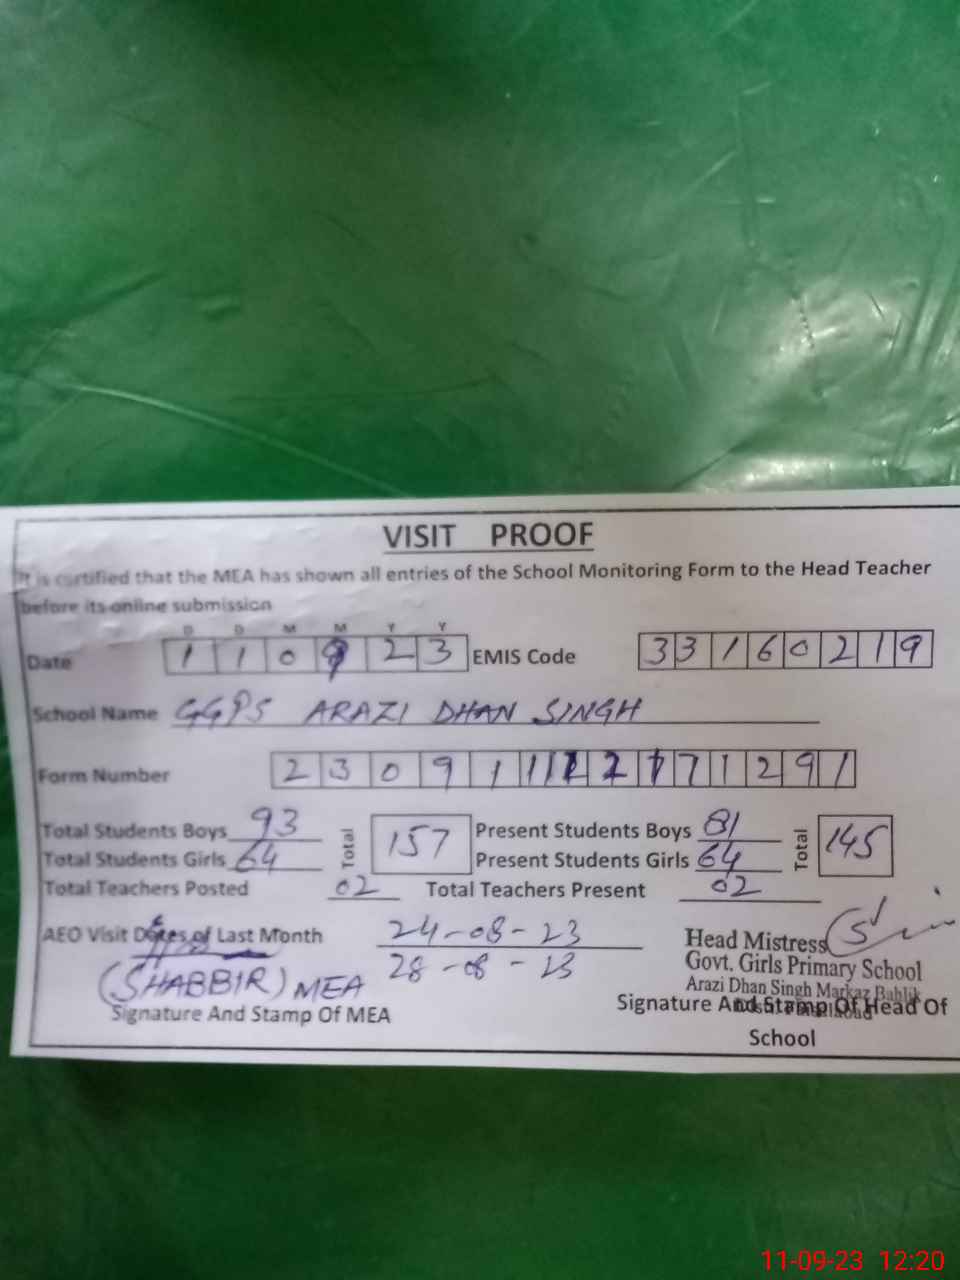 VISIT PROOF
It is certified that the MEA has shown all entries of the School Monitoring Form to the Head Teacher
before its online submission
D D M M Y Y
Date 1 1 0 9 2 3 EMIS Code 3 3 1 6 0 2 1 9
School Name GGPS ARAZI DHAN SINGH
Form Number 2 3 0 9 1 1 2 1 7 1 2 9 1
Total Students Boys 93 Total 157 Present Students Boys 81 Total 145
Total Students Girls 64 Present Students Girls 64
Total Teachers Posted 02 Total Teachers Present 02
AEO Visit Dates of Last Month 24-08-23
28-08-23
(SHABBIR) MEA
Signature And Stamp Of MEA
Head Mistress
Govt. Girls Primary School
Arazi Dhan Singh Markaz Bahlik
Signature And Stamp Of Head Of
School
11-09-23 12:20